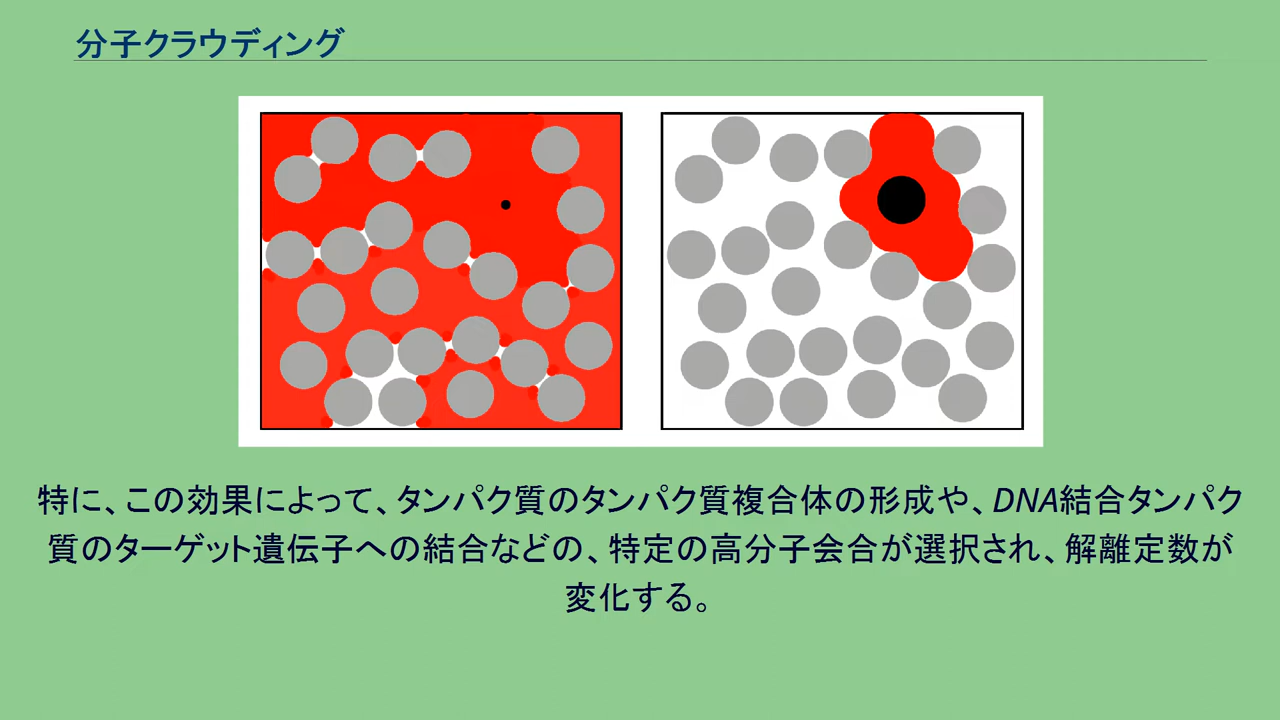 分子クラウディング
特に、この効果によって、タンパク質のタンパク質複合体の形成や、DNA結合タンパク
質のターゲット遺伝子への結合などの、特定の高分子会合が選択され、解離定数が
変化する。